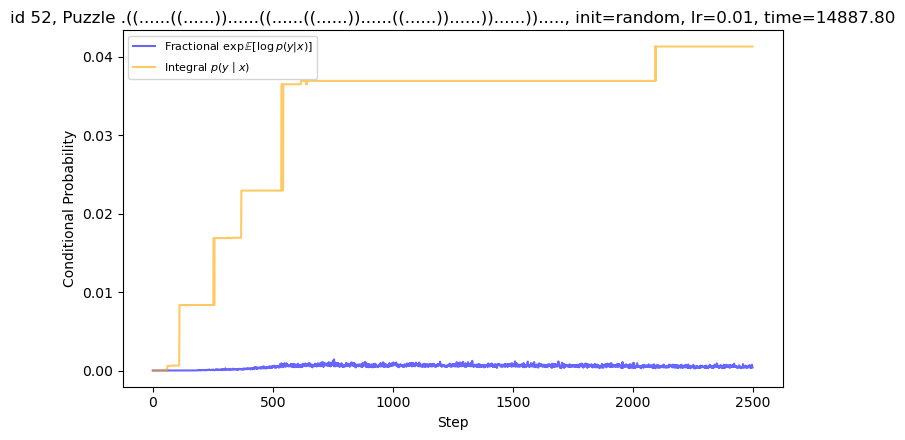 id 52, Puzzle .((......((......))......((......((......))......((......))......))......))....., init=random, lr=0.01, time=14887.80
Fractional exp𝔼[log p(y|x)]
Integral p(y | x)
0.04
0.03
0.02
0.01
0.00
Conditional Probability
0
500
1000
1500
2000
2500
Step